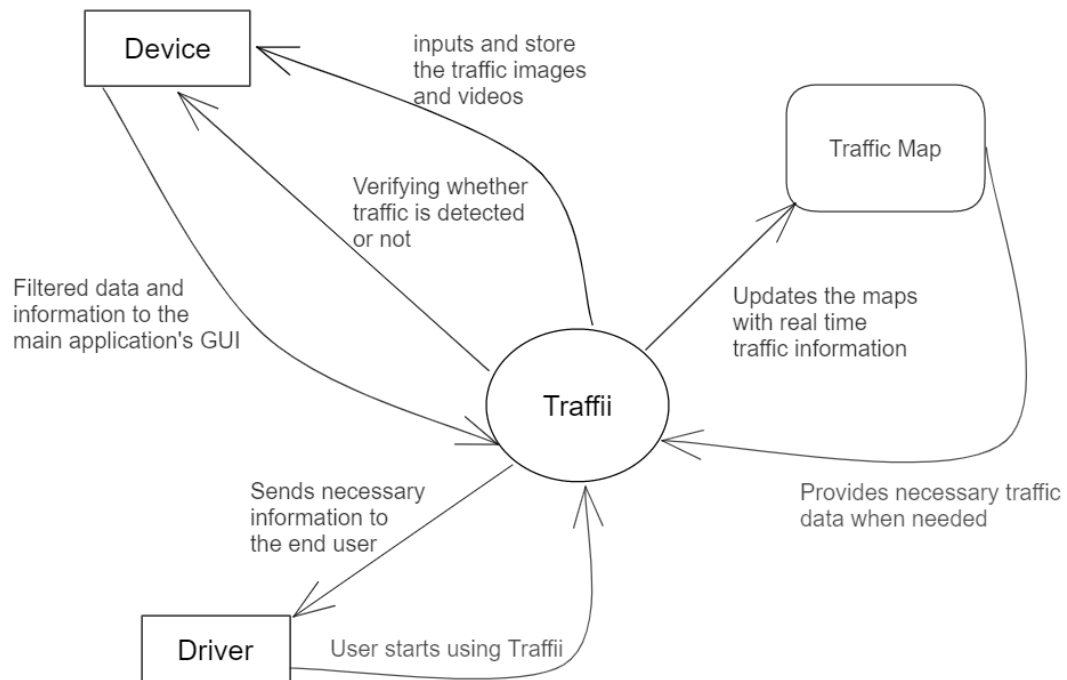 Device
inputs and store
the traffic images
and videos
Traffic Map
Verifying whether
traffic is detected
or not
Filtered data and
information to the
main application's GUI
Updates the maps
with real time
traffic information
Traffii
Sends necessary
information to
the end user
Provides necessary traffic
data when needed
Driver
User starts using Traffii